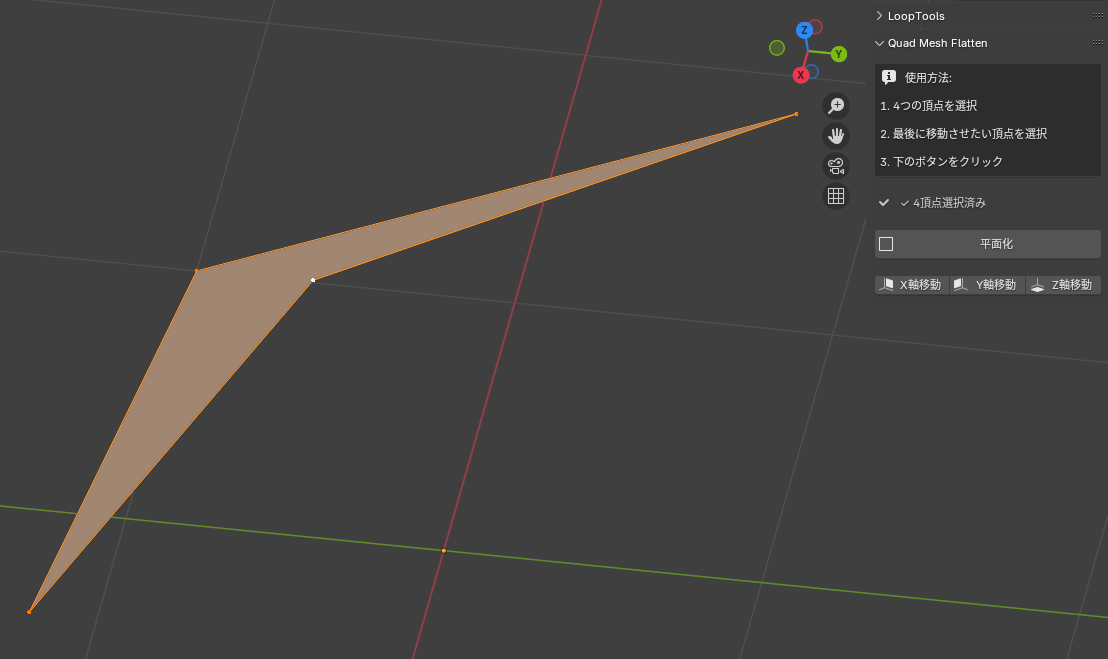 LoopTools
Quad Mesh Flatten
使用方法:
1. 4つの頂点を選択
2. 最後に移動させたい頂点を選択
3. 下のボタンをクリック
✓ 4頂点選択済み
平面化
X軸移動 Y軸移動 Z軸移動
Z
Y
X